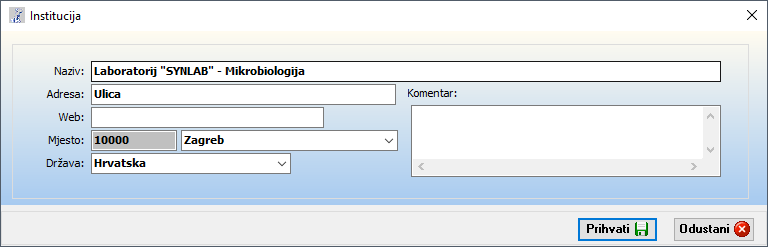 Institucija
Naziv: Laboratorij "SYNLAB" - Mikrobiologija
Adresa: Ulica
Komentar:
Web:
Mjesto: 10000 Zagreb
Država: Hrvatska
Prihvati Odustani